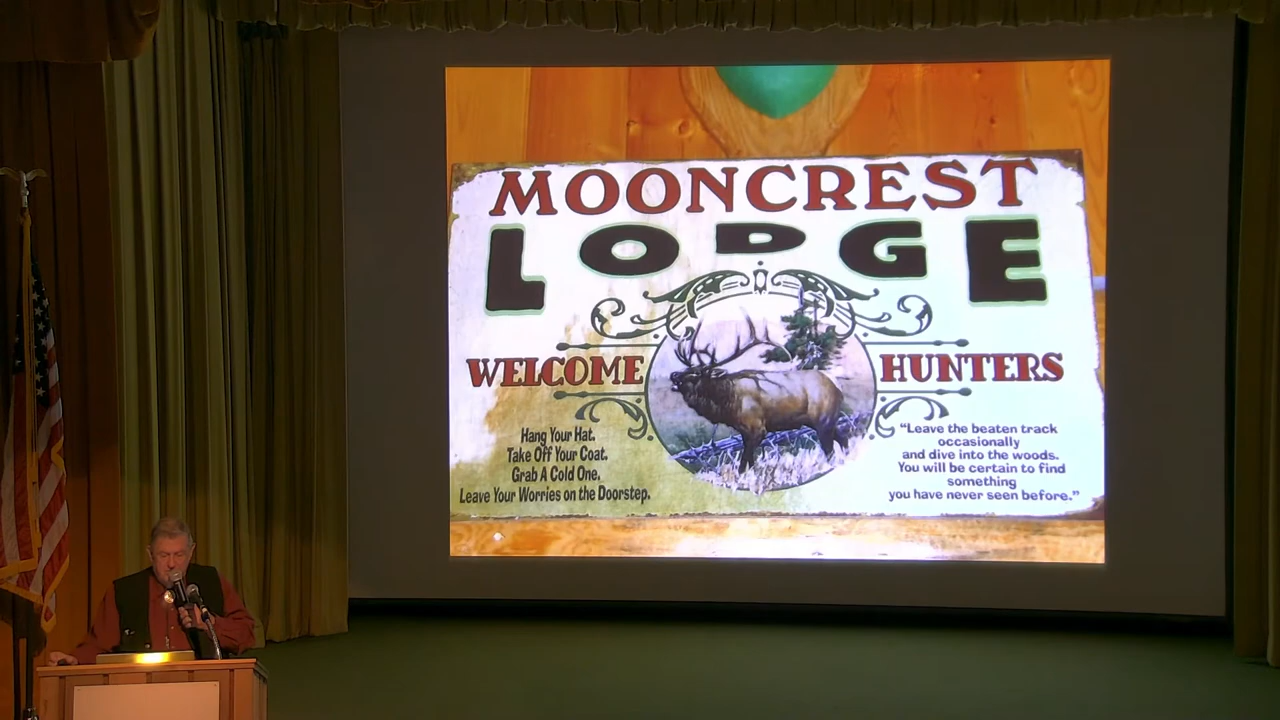 MOONCREST
LODGE
WELCOME HUNTERS
Hang Your Hat.
Take Off Your Coat.
Grab A Cold One.
Leave Your Worries on the Doorstep.
“Leave the beaten track
occasionally
and dive into the woods.
You will be certain to find
something
you have never seen before.”